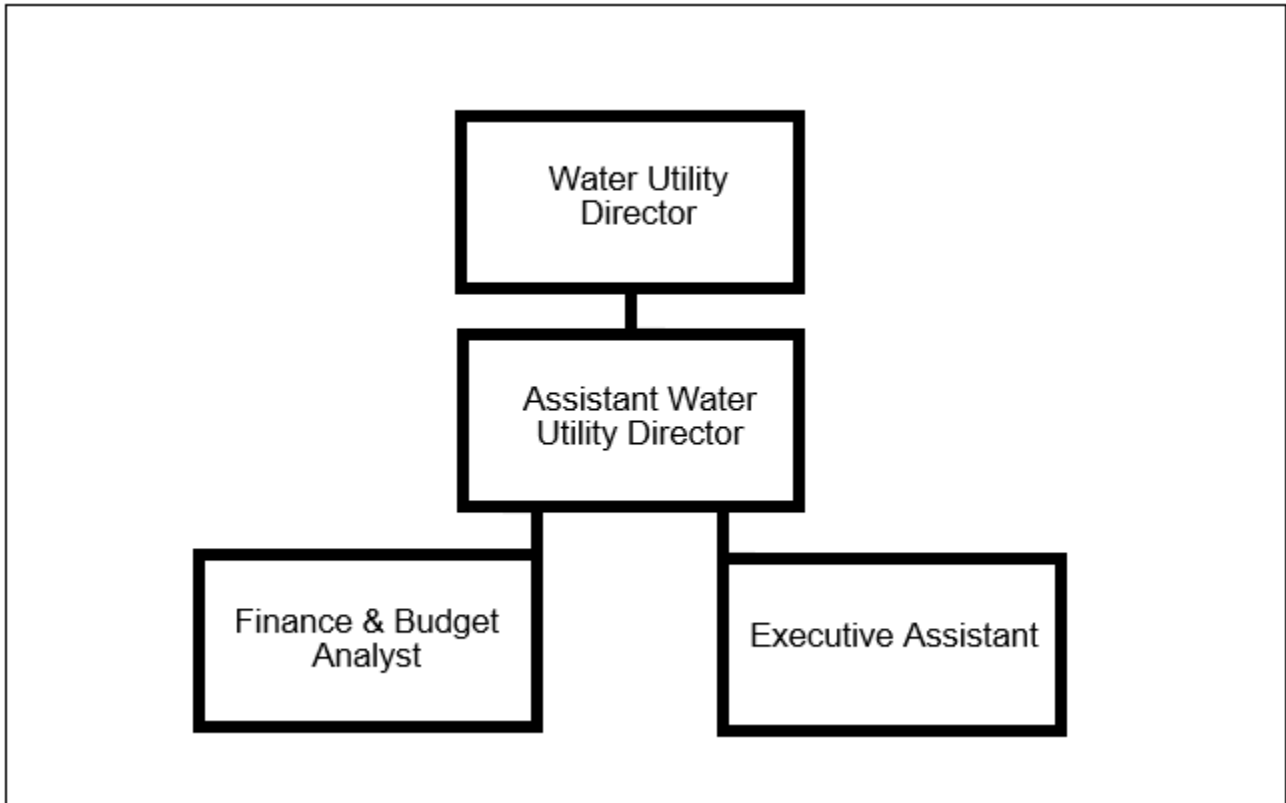 Water Utility
Director
Assistant Water
Utility Director
Finance & Budget
Analyst
Executive Assistant